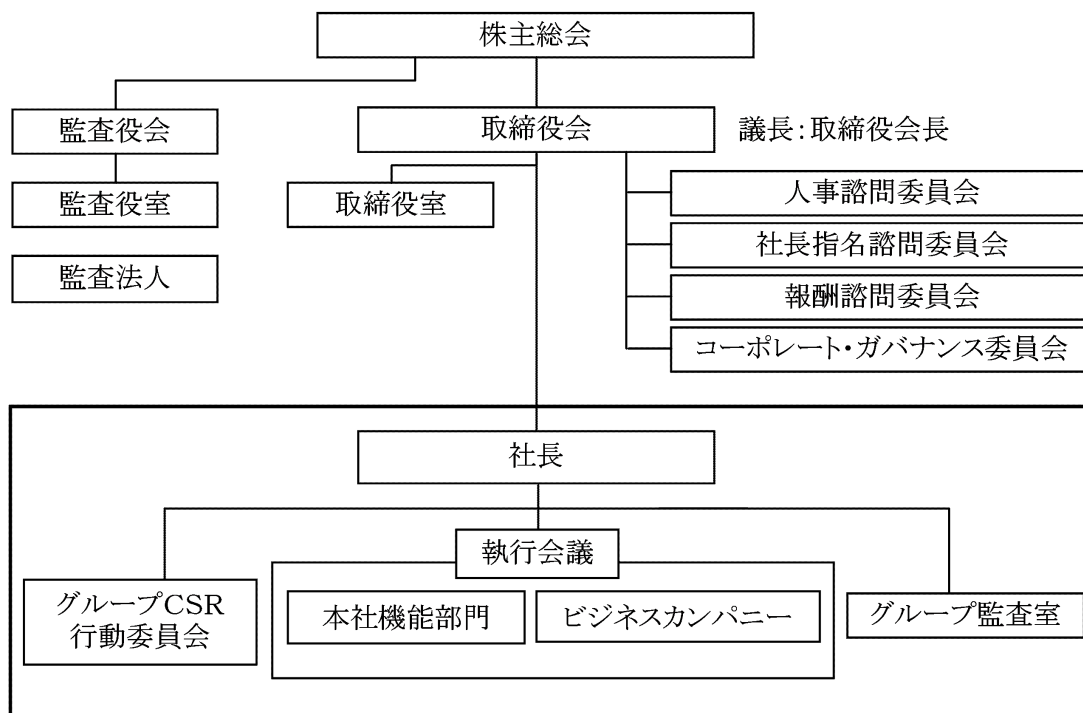 株主総会
監査役会
取締役会
議長:取締役会長
監査役室
取締役室
人事諮問委員会
社長指名諮問委員会
監査法人
報酬諮問委員会
コーポレート・ガバナンス委員会
社長
執行会議
グループCSR
行動委員会
本社機能部門
ビジネスカンパニー
グループ監査室